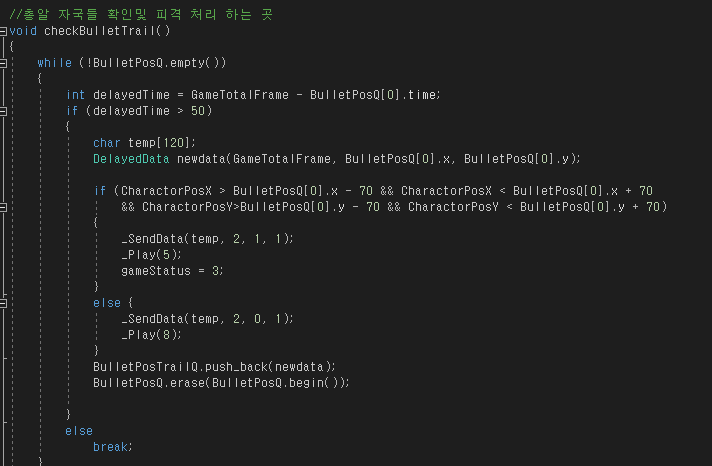 //총알 자국들 확인및 피격 처리 하는 곳
void checkBulletTrail()
{
while (!BulletPosQ.empty())
{
int delayedTime = GameTotalFrame - BulletPosQ[0].time;
if (delayedTime > 50)
{
char temp[120];
DelayedData newdata(GameTotalFrame, BulletPosQ[0].x, BulletPosQ[0].y);
if (CharactorPosX > BulletPosQ[0].x - 70 && CharactorPosX < BulletPosQ[0].x + 70
&& CharactorPosY>BulletPosQ[0].y - 70 && CharactorPosY < BulletPosQ[0].y + 70)
{
_SendData(temp, 2, 1, 1);
_Play(5);
gameStatus = 3;
}
else {
_SendData(temp, 2, 0, 1);
_Play(8);
}
BulletPosTrailQ.push_back(newdata);
BulletPosQ.erase(BulletPosQ.begin());
}
else
break;
}